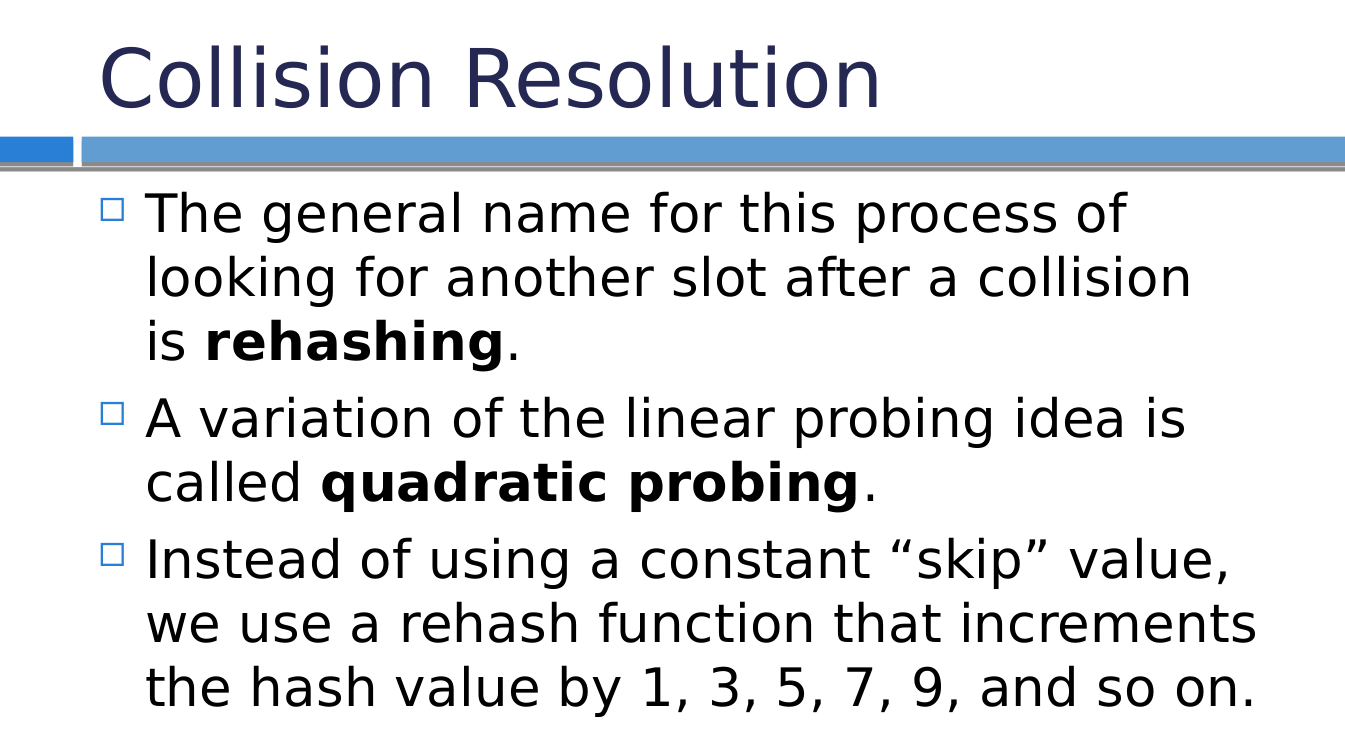 Collision Resolution
The general name for this process of
looking for another slot after a collision
is rehashing.
A variation of the linear probing idea is
called quadratic probing.
Instead of using a constant “skip” value,
we use a rehash function that increments
the hash value by 1, 3, 5, 7, 9, and so on.